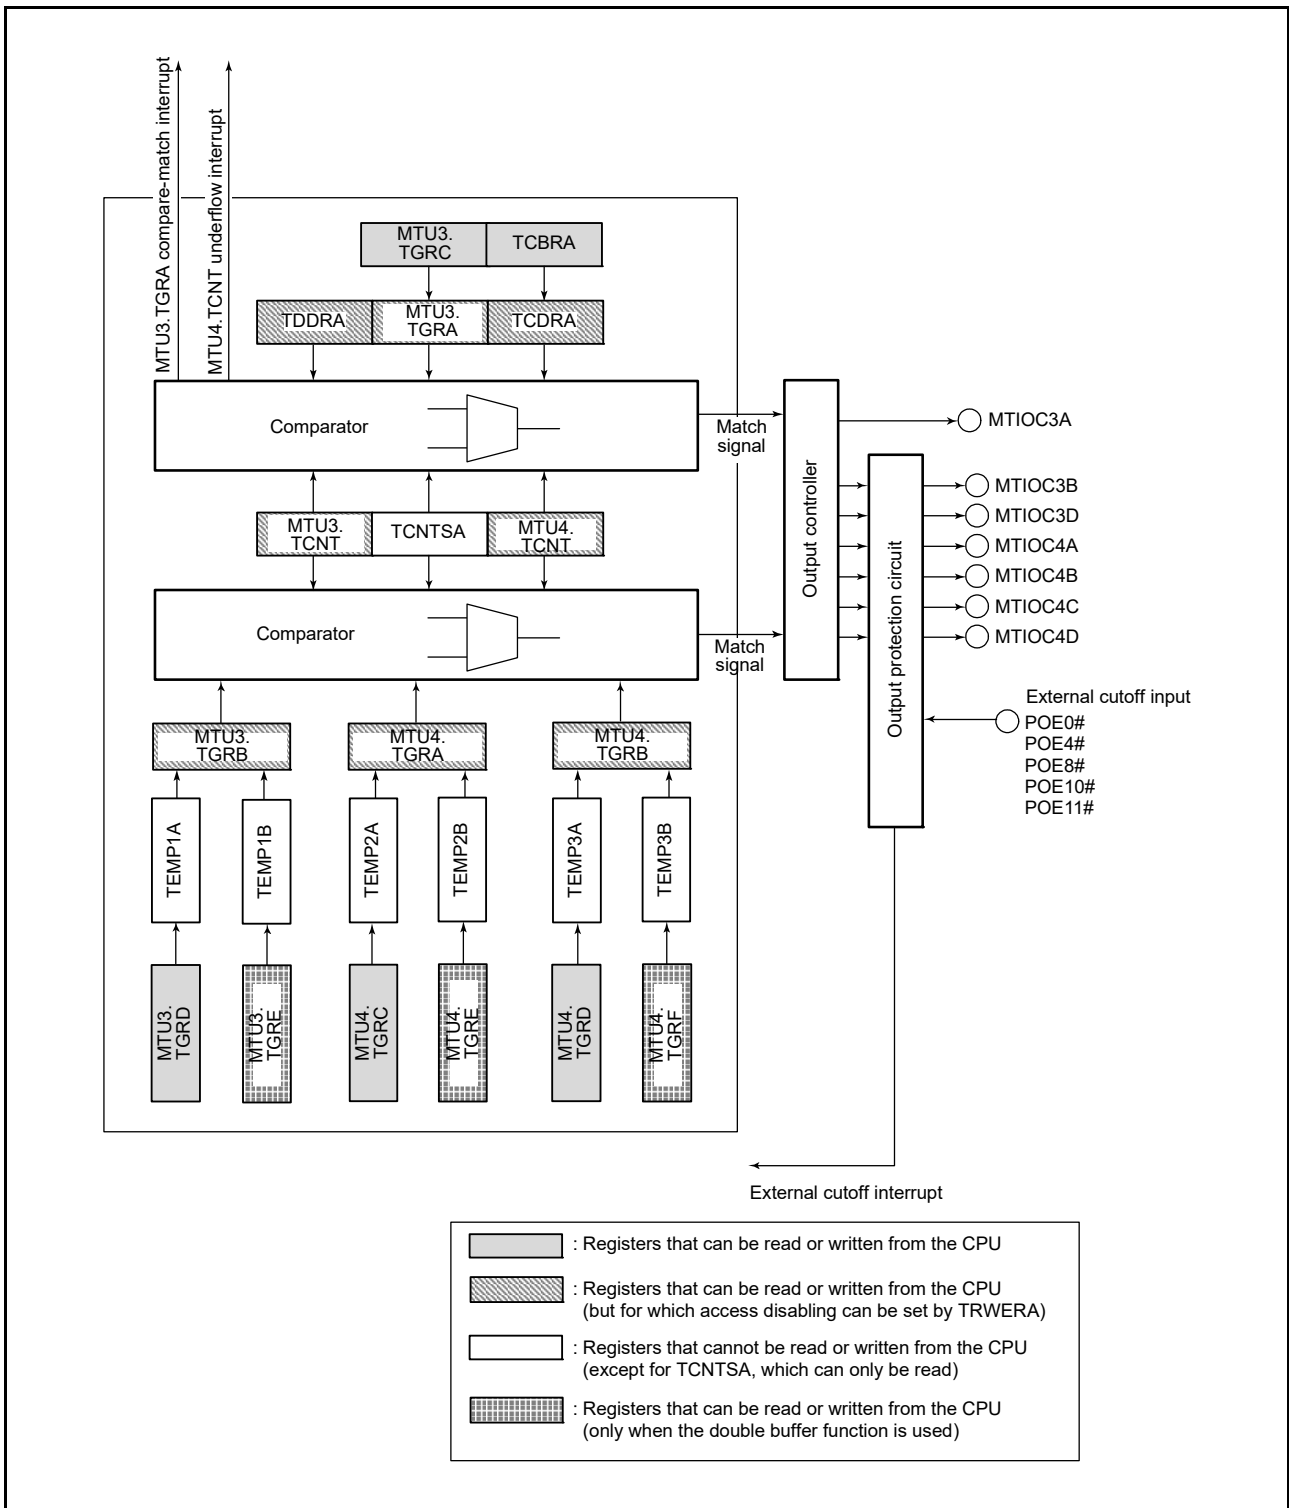 MTU3.TGRA compare-match interrupt
MTU4.TCNT underflow interrupt
MTU3.
TGRC
TCBRA
TDDRA
MTU3.
TGRA
TCDRA
Comparator
Match
signal
MTU3.
TCNT
TCNTSA
MTU4.
TCNT
Comparator
Match
signal
Output controller
Output protection circuit
MTIOC3A
MTIOC3B
MTIOC3D
MTIOC4A
MTIOC4B
MTIOC4C
MTIOC4D
External cutoff input
POE0#
POE4#
POE8#
POE10#
POE11#
MTU3.
TGRB
MTU4.
TGRA
MTU4.
TGRB
TEMP1A
TEMP1B
TEMP2A
TEMP2B
TEMP3A
TEMP3B
MTU3.
TGRD
MTU3.
TGRE
MTU4.
TGRC
MTU4.
TGRE
MTU4.
TGRD
MTU4.
TGRF
External cutoff interrupt
: Registers that can be read or written from the CPU
: Registers that can be read or written from the CPU
(but for which access disabling can be set by TRWERA)
: Registers that cannot be read or written from the CPU
(except for TCNTSA, which can only be read)
: Registers that can be read or written from the CPU
(only when the double buffer function is used)